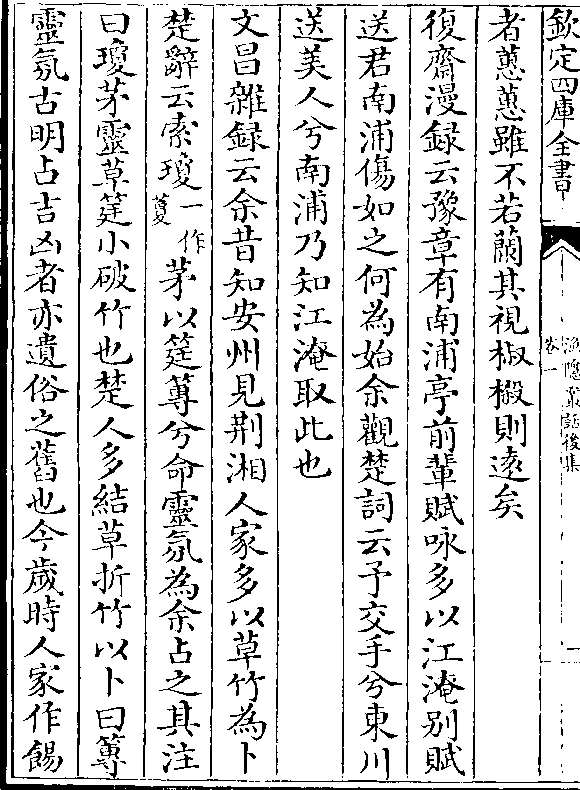 欽定四庫全書
漁隱叢話後集
卷一
者蕙蕙雖不若蘭其視椒樧則逺矣
復齋漫録云豫章有南浦亭前輩賦咏多以江淹别賦
送君南浦傷如之何為始余觀楚詞云予交手兮東川
送美人兮南浦乃知江淹取此也
文昌雜録云余昔知安州見荆湘人家多以草竹為卜
楚辭云索瓊一作藑茅以筳篿兮命靈氛為余占之其注
曰瓊茅靈草筳小破竹也楚人多結草折竹以卜曰篿
靈氛古明占吉凶者亦遺俗之舊也今歲時人家作餳